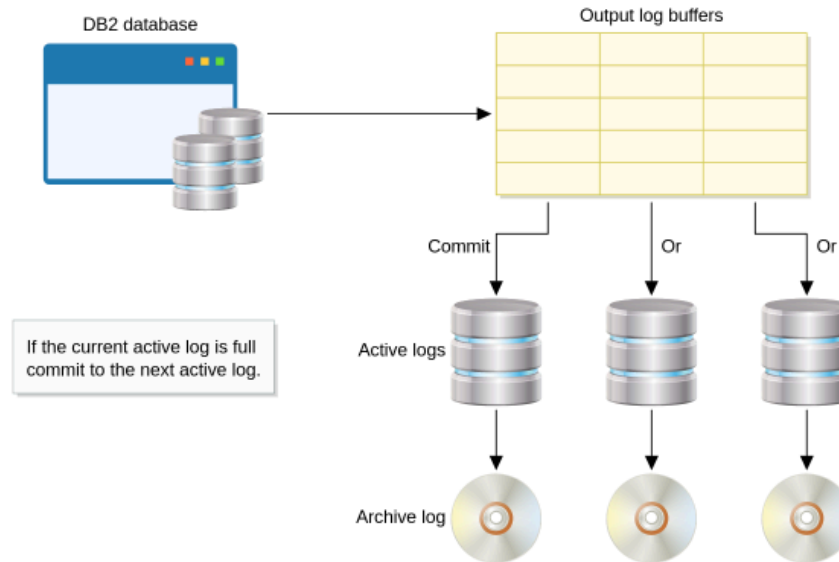 DB2 database
Output log buffers
Commit
Or
Or
If the current active log is full
commit to the next active log.
Active logs
Archive log